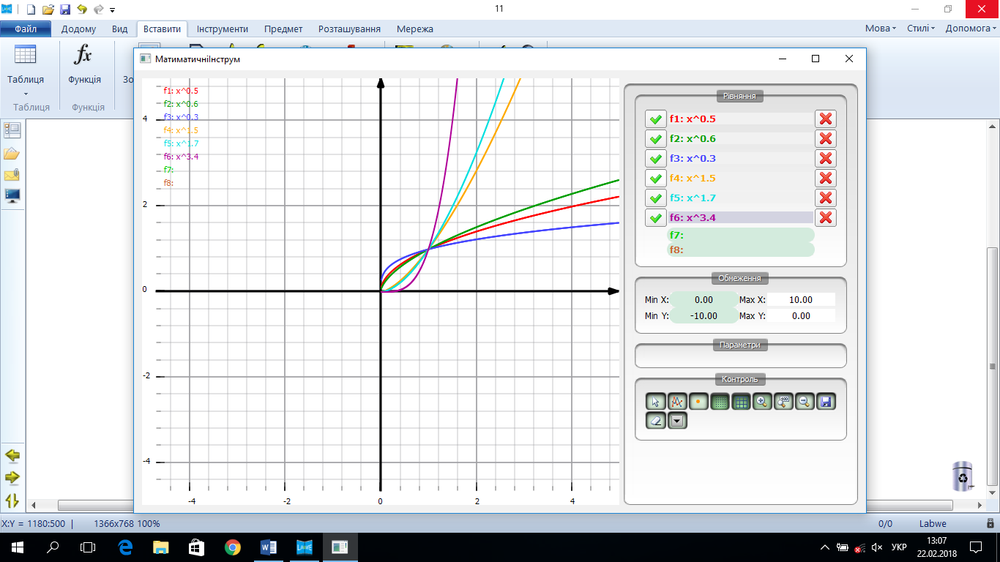 11
Файл Додому Вид Вставити Інструменти Предмет Розташування Мережа Мова Стилі Допомога
Таблиця
fx Функція
Зо
Таблиця Функція
МатиматичніІнструм
f1: x^0.5
f2: x^0.6
f3: x^0.3
f4: x^1.5
f5: x^1.7
f6: x^3.4
f7:
f8:
4
2
0
-2
-4
-4 -2 0 2 4
Рівняння
f1: x^0.5
f2: x^0.6
f3: x^0.3
f4: x^1.5
f5: x^1.7
f6: x^3.4
f7:
f8:
Обмеження
Min X: 0.00 Max X: 10.00
Min Y: -10.00 Max Y: 0.00
Параметри
Контроль
X:Y = 1180:500 | 1366x768 100% 0/0 Labwe
УКР 13:07
22.02.2018